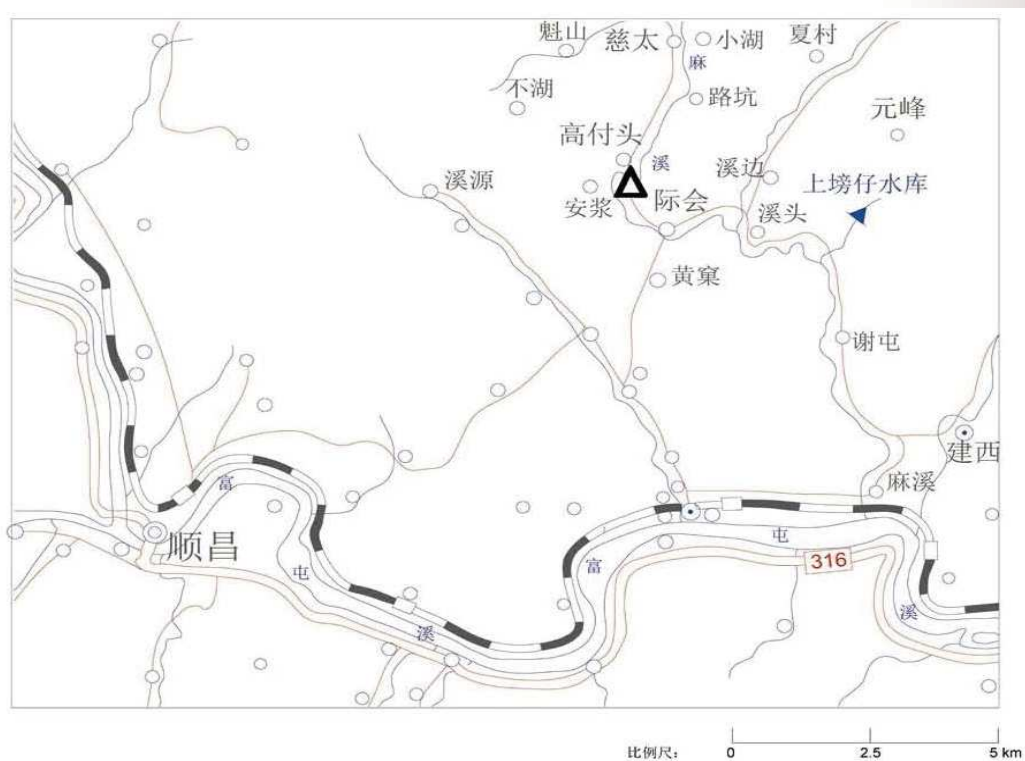 魁山
慈太
小湖
夏村
麻
不湖
路坑
元峰
高付头
溪
溪边
溪源
安浆
际会
上塝仔水库
溪头
黄窠
谢屯
建西
麻溪
富
顺昌
屯
富
屯
316
溪
溪
比例尺:
0
2.5
5 km